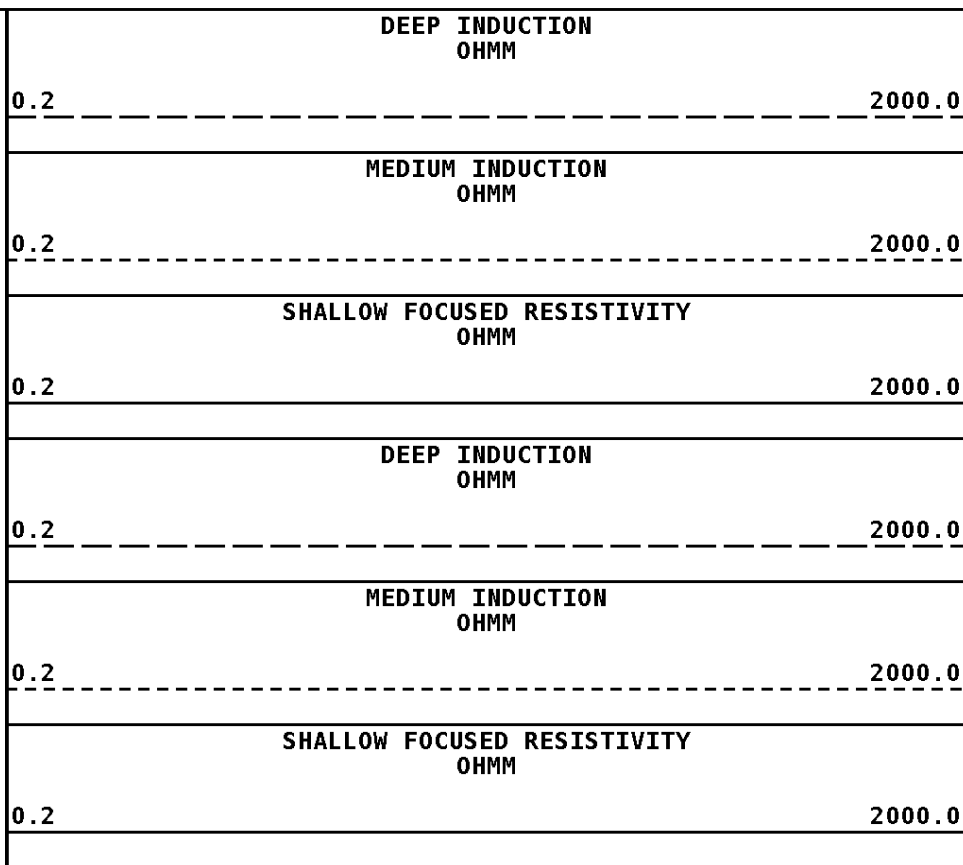 DEEP INDUCTION
OHMM
0.2 2000.0
MEDIUM INDUCTION
OHMM
0.2 2000.0
SHALLOW FOCUSED RESISTIVITY
OHMM
0.2 2000.0
DEEP INDUCTION
OHMM
0.2 2000.0
MEDIUM INDUCTION
OHMM
0.2 2000.0
SHALLOW FOCUSED RESISTIVITY
OHMM
0.2 2000.0